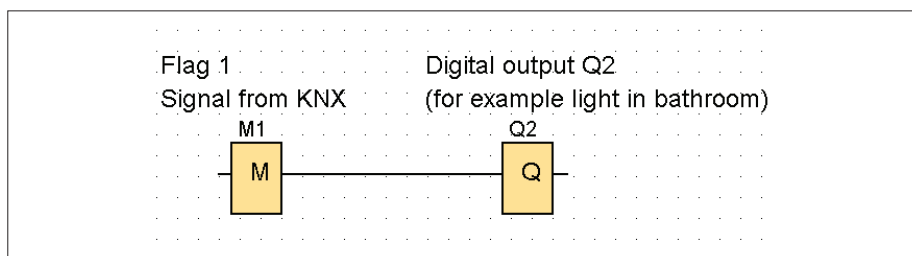 Flag 1
Signal from KNX
M1
M
Digital output Q2
(for example light in bathroom)
Q2
Q